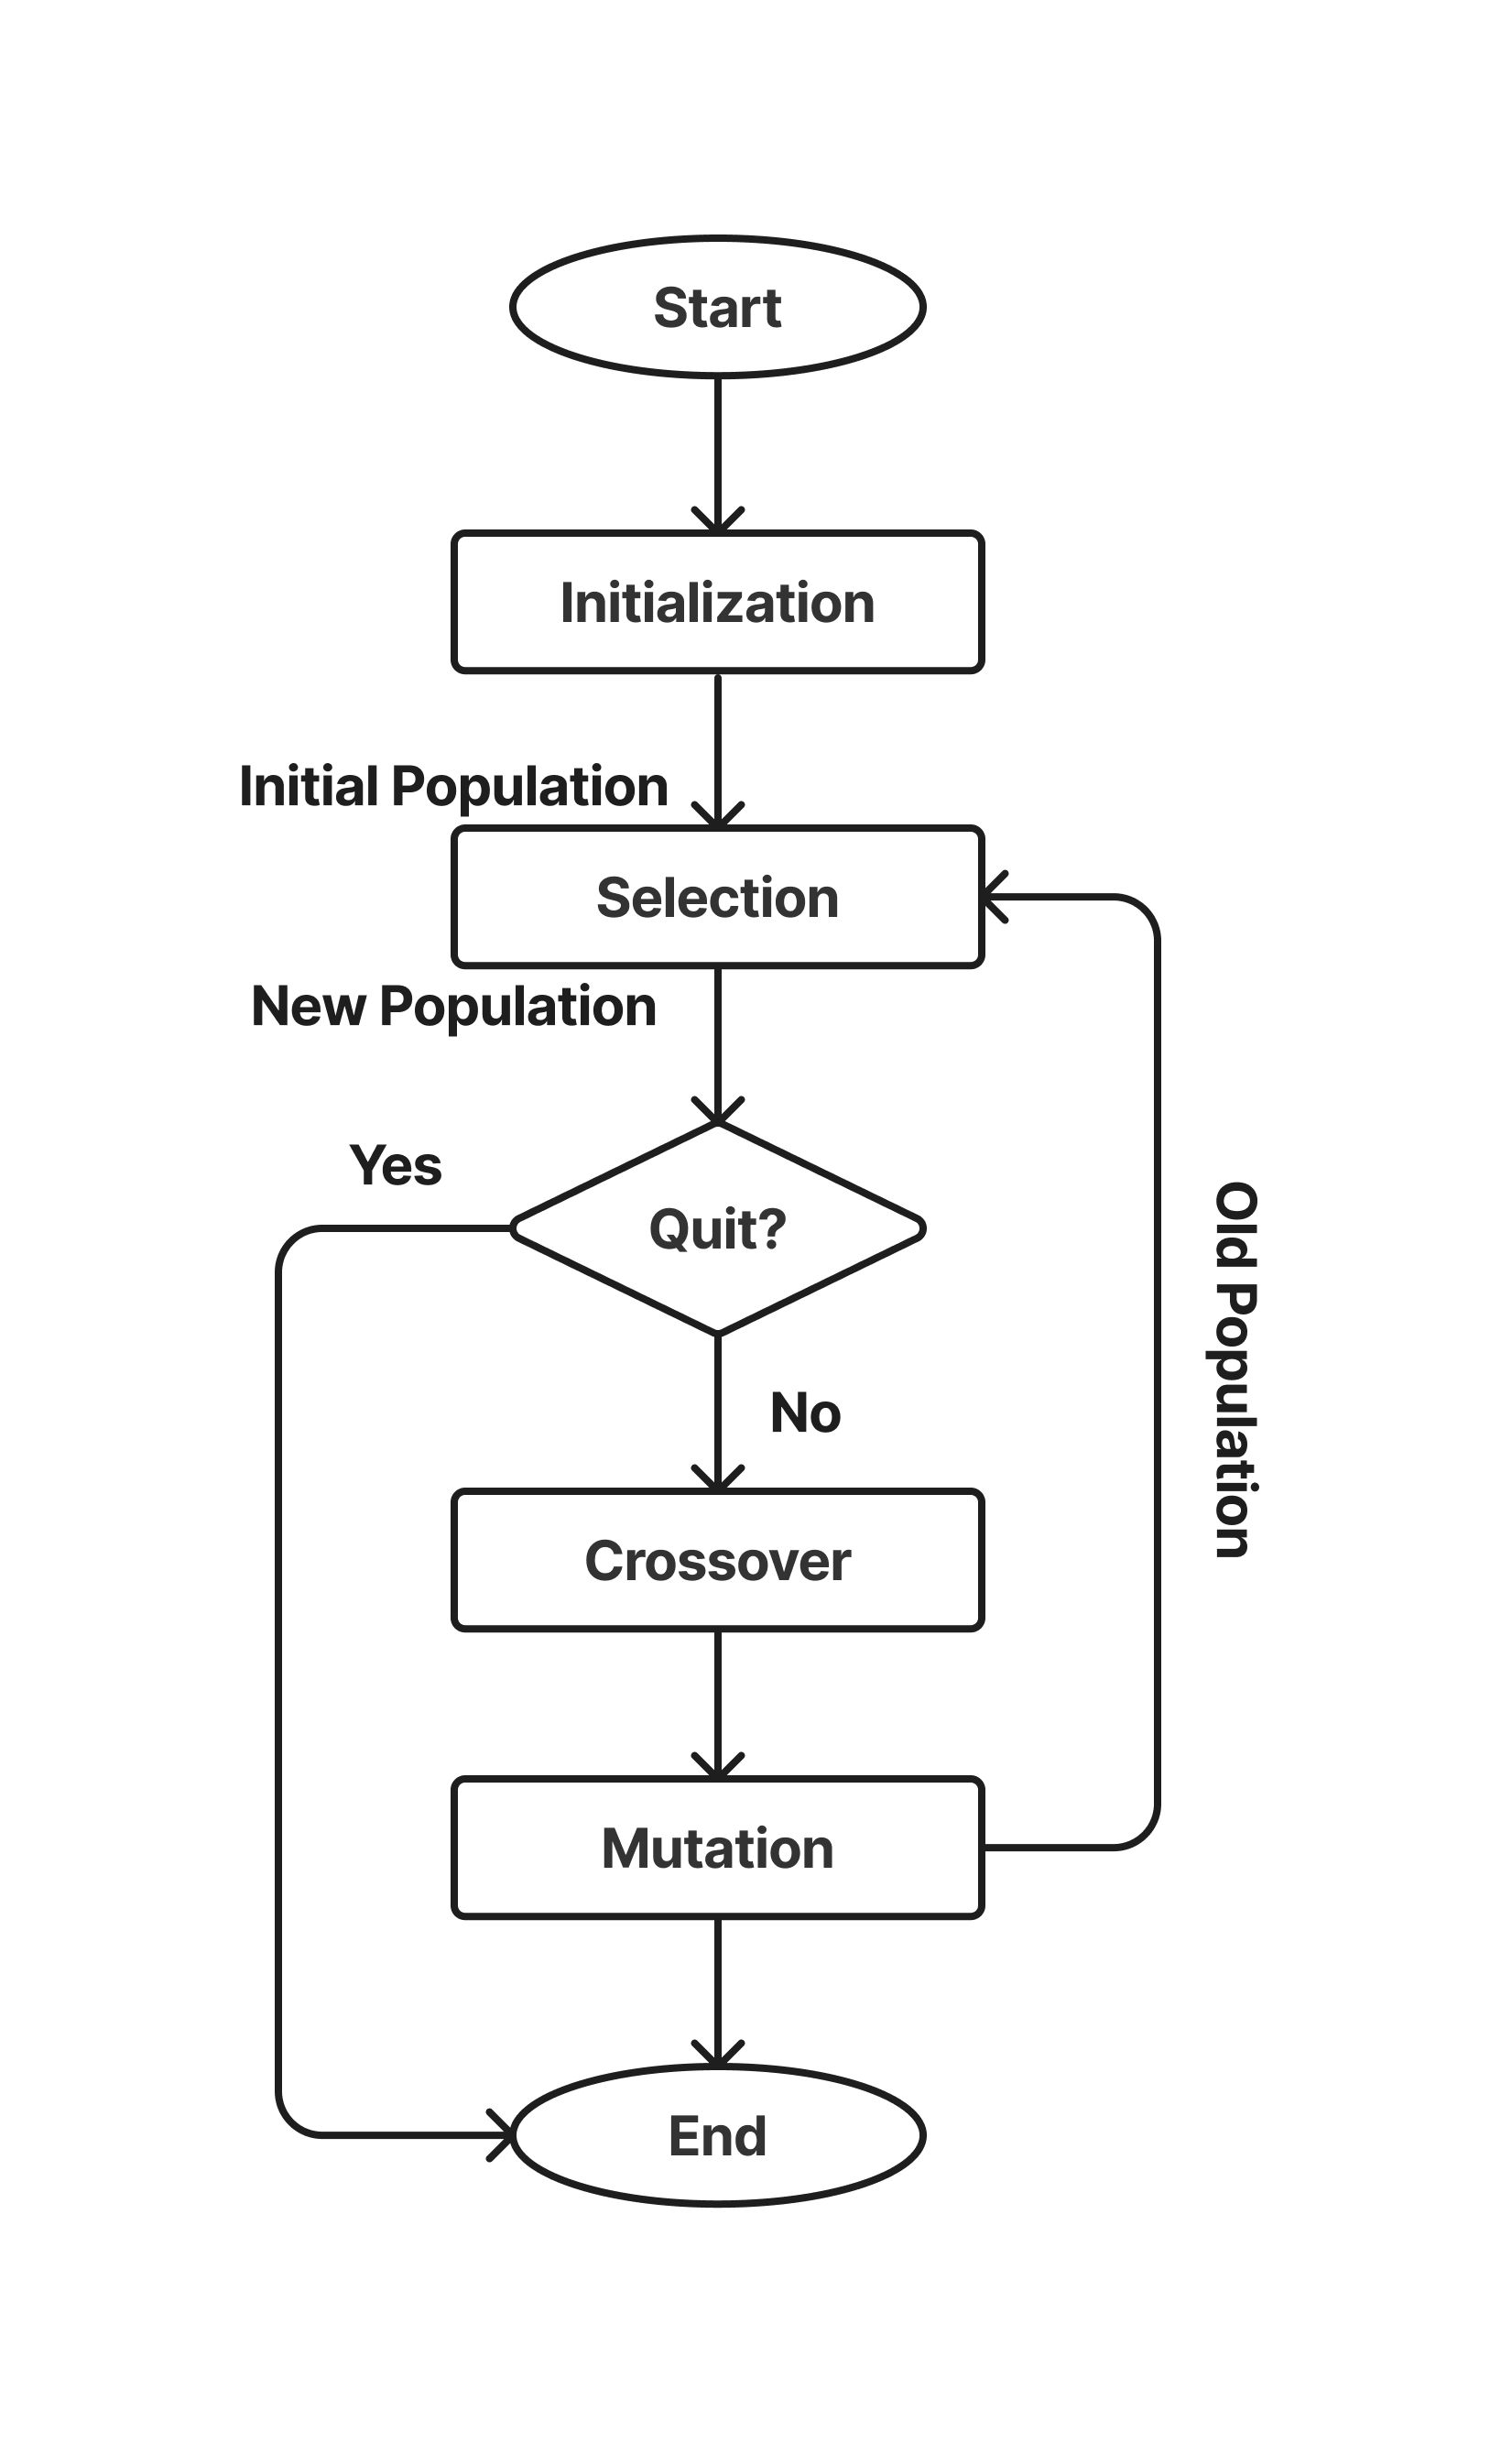 Start
Initialization
Initial Population
Selection
New Population
Yes
Quit?
No
Old Population
Crossover
Mutation
End